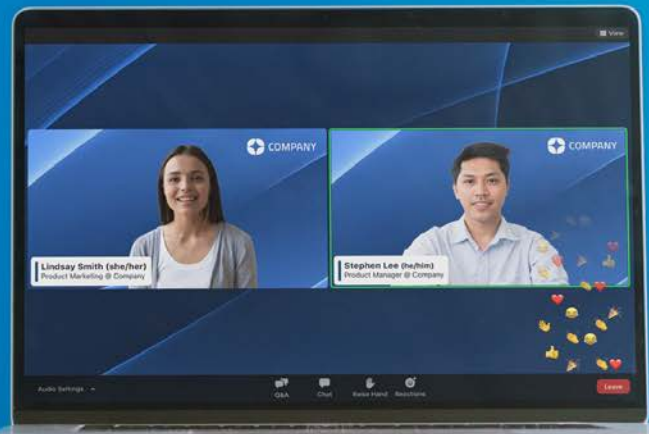 View
COMPANY
COMPANY
Lindsay Smith (she/her)
Product Marketing @ Company
Stephen Lee (he/him)
Product Manager @ Company
Audio Settings
Q&A
Chat
Raise Hand
Reactions
Leave